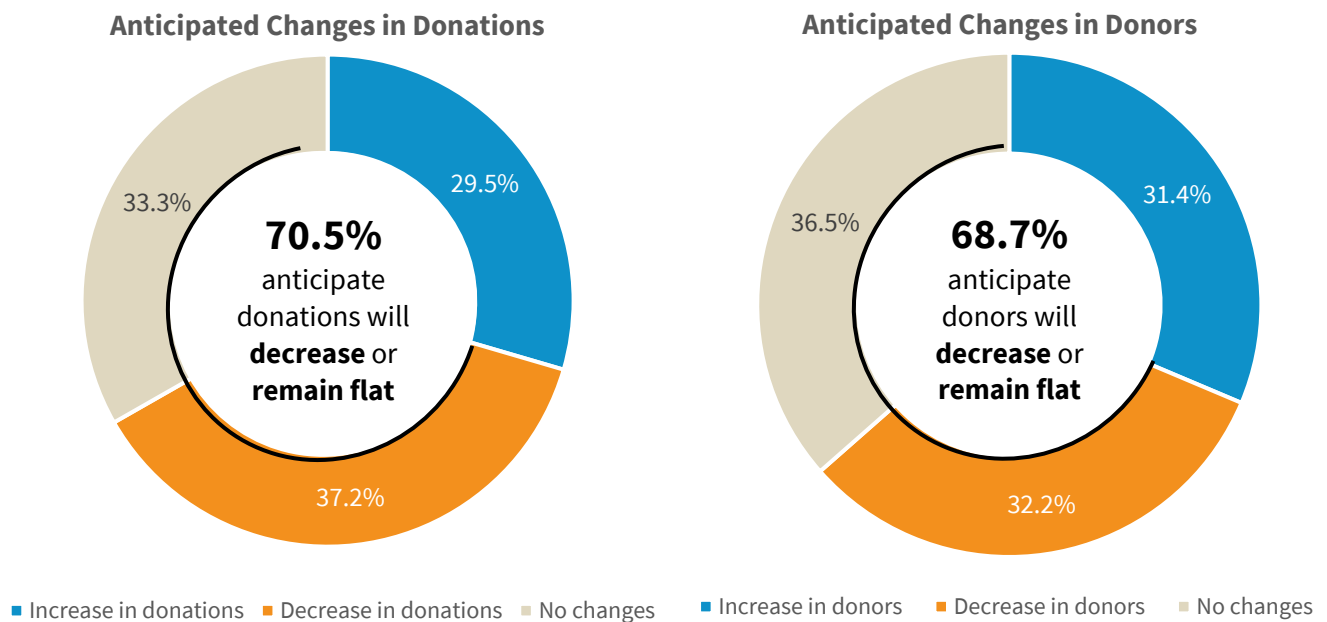 Anticipated Changes in Donations
29.5%
33.3%
70.5%
anticipate
donations will
decrease or
remain flat
37.2%
Increase in donations Decrease in donations No changes
Anticipated Changes in Donors
31.4%
36.5%
68.7%
anticipate
donors will
decrease or
remain flat
32.2%
Increase in donors Decrease in donors No changes